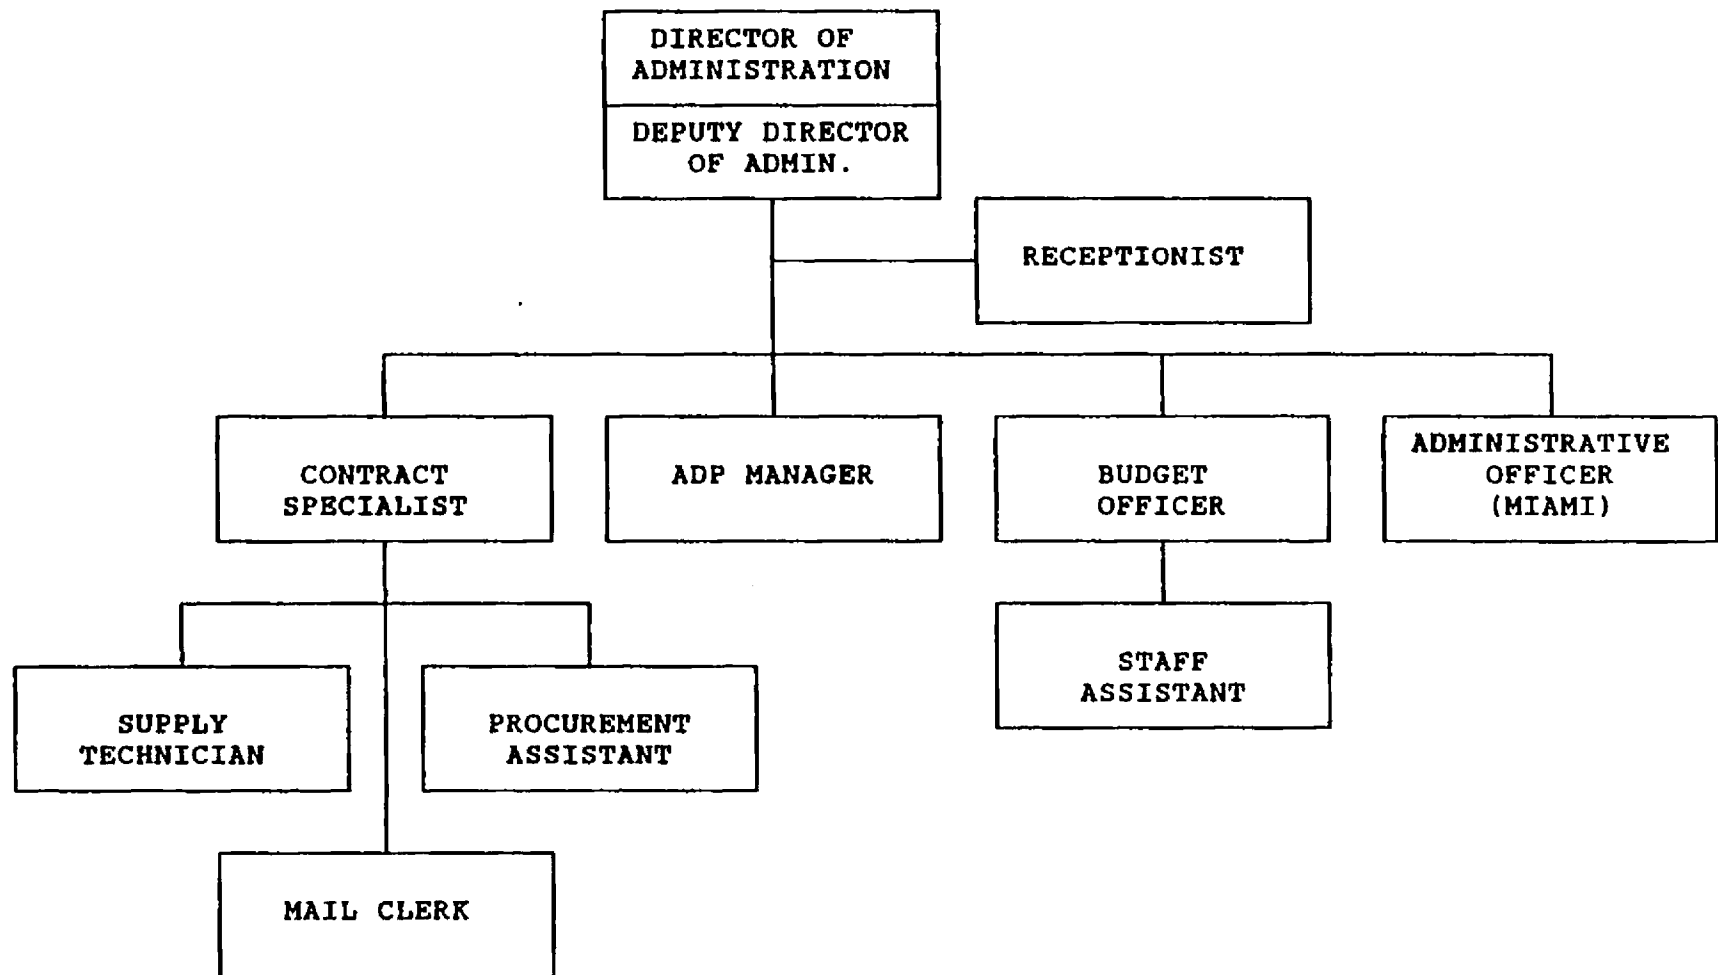 DIRECTOR OF
ADMINISTRATION
DEPUTY DIRECTOR
OF ADMIN.
RECEPTIONIST
CONTRACT
SPECIALIST
ADP MANAGER
BUDGET
OFFICER
ADMINISTRATIVE
OFFICER
(MIAMI)
SUPPLY
TECHNICIAN
PROCUREMENT
ASSISTANT
STAFF
ASSISTANT
MAIL CLERK